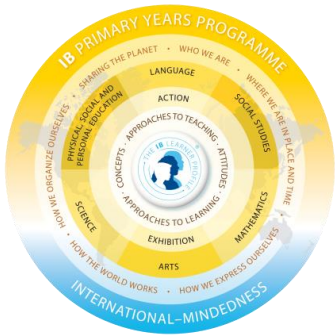 IB PRIMARY YEARS PROGRAMME
SHARING THE PLANET • WHO WE ARE • WHERE WE ARE IN PLACE AND TIME • HOW WE EXPRESS OURSELVES • HOW THE WORLD WORKS • HOW WE ORGANIZE OURSELVES •
LANGUAGE
SOCIAL STUDIES
MATHEMATICS
ARTS
SCIENCE
PHYSICAL, SOCIAL AND
PERSONAL EDUCATION
ACTION
EXHIBITION
APPROACHES TO TEACHING · ATTITUDES · APPROACHES TO LEARNING · CONCEPTS ·
THE IB LEARNER PROFILE
INTERNATIONAL-MINDEDNESS